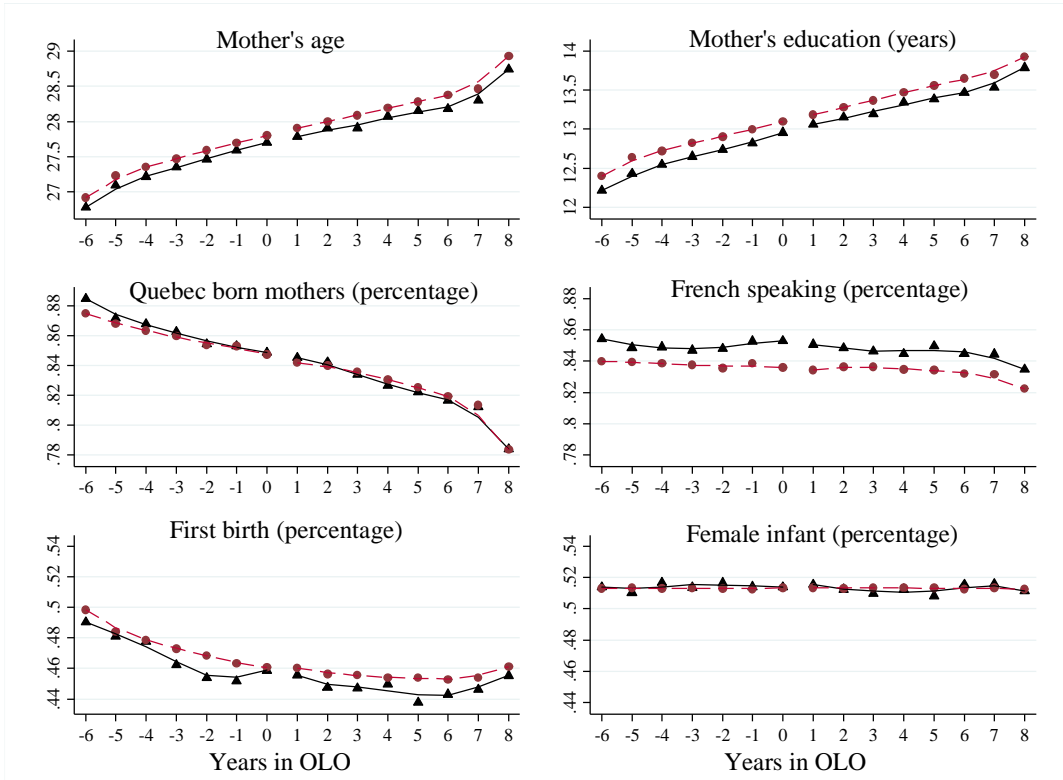 Mother's age
29
28.5
28
27.5
27
-6 -5 -4 -3 -2 -1 0 1 2 3 4 5 6 7 8
Mother's education (years)
14
13.5
13
12.5
12
-6 -5 -4 -3 -2 -1 0 1 2 3 4 5 6 7 8
Quebec born mothers (percentage)
.88
.86
.84
.82
.8
.78
-6 -5 -4 -3 -2 -1 0 1 2 3 4 5 6 7 8
French speaking (percentage)
.88
.86
.84
.82
.8
.78
-6 -5 -4 -3 -2 -1 0 1 2 3 4 5 6 7 8
First birth (percentage)
.54
.52
.5
.48
.46
.44
-6 -5 -4 -3 -2 -1 0 1 2 3 4 5 6 7 8
Years in OLO
Female infant (percentage)
.54
.52
.5
.48
.46
.44
-6 -5 -4 -3 -2 -1 0 1 2 3 4 5 6 7 8
Years in OLO